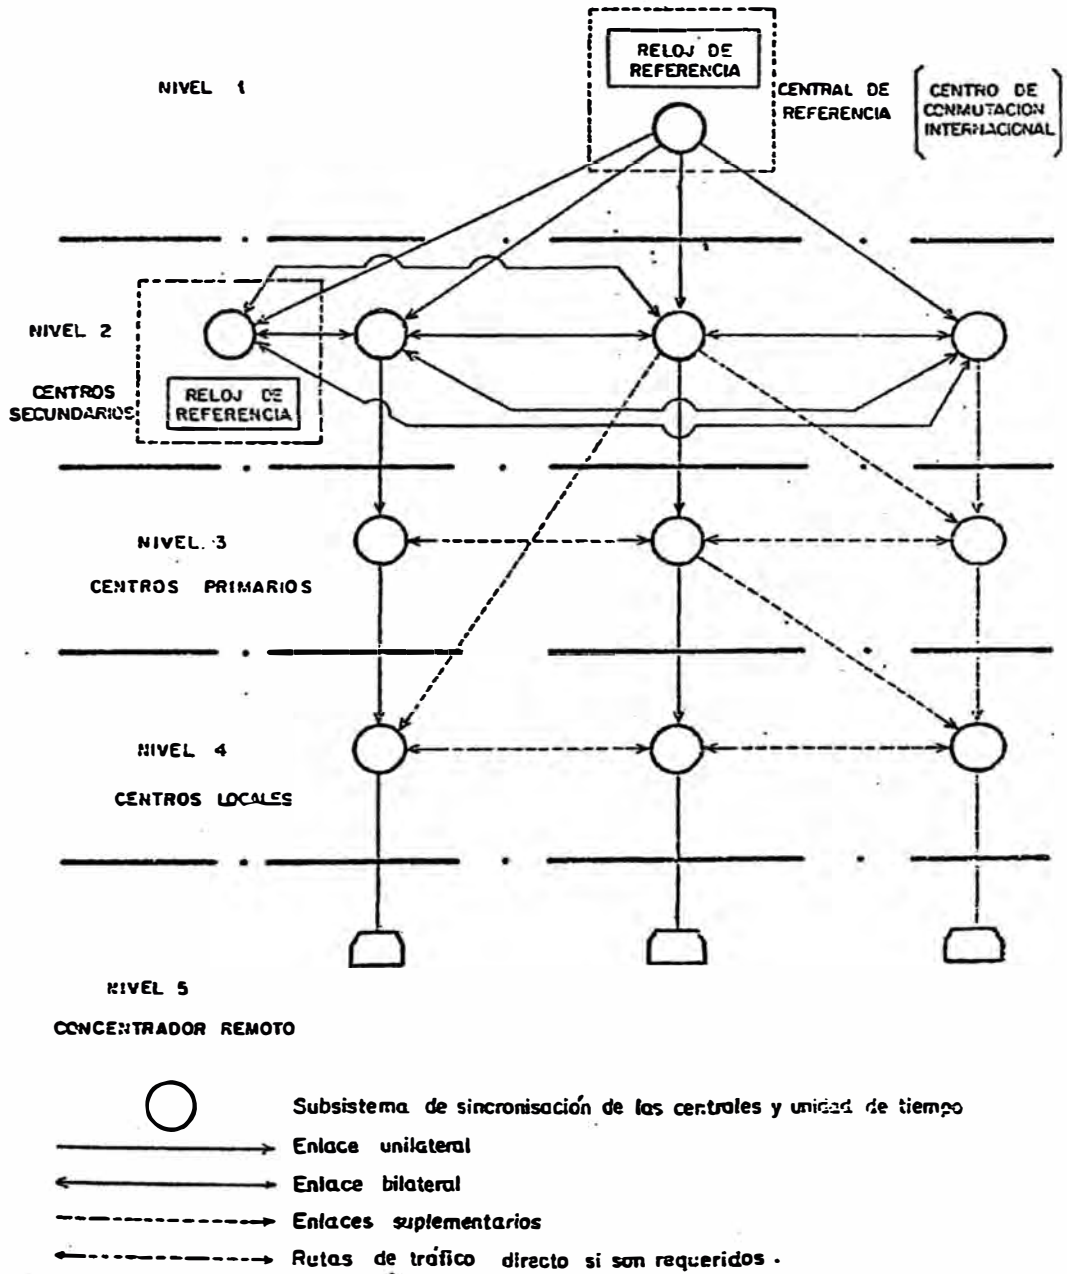 RELOJ DE
REFERENCIA
NIVEL 1
CENTRAL DE
REFERENCIA
CENTRO DE
CONMUTACION
INTERNACIONAL
NIVEL 2
CENTROS
SECUNDARIOS
RELOJ DE
REFERENCIA
NIVEL. 3
CENTROS PRIMARIOS
NIVEL 4
CENTROS LOCALES
NIVEL 5
CONCENTRADOR REMOTO
Subsistema de sincronisación de las centrales y unidad de tiempo
Enlace unilateral
Enlace bilateral
Enlaces suplementarios
Rutas de tráfico directo si son requeridos.